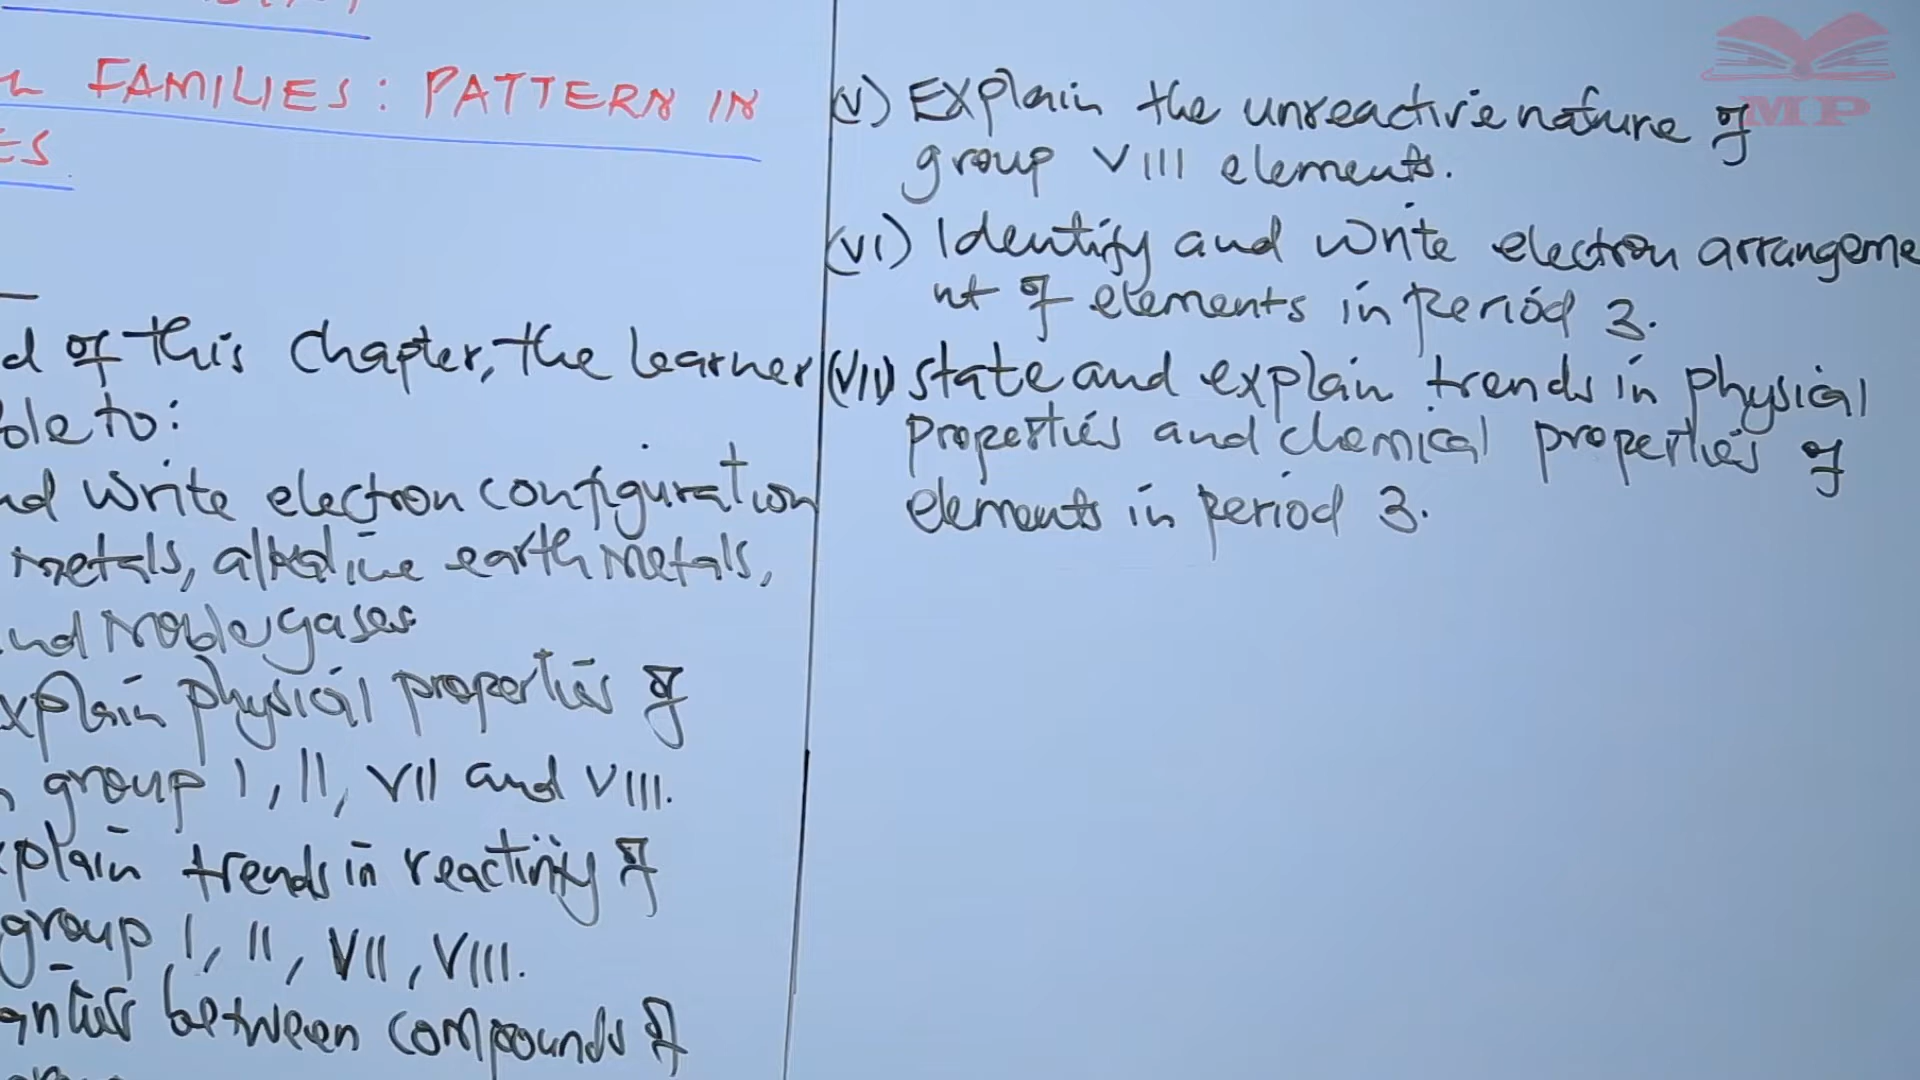 FAMILIES: PATTERN IN
ES
d of this chapter, the learner
ble to:
nd write electron configuration
metals, alkaline earth metals,
and Noble gases
xplain physical properties of
group I, II, VII and VIII.
xplain trends in reactivity of
group I, II, VII, VIII.
between compounds of
(V) Explain the unreactive nature of
group VIII elements.
(VI) Identify and write electron arrangeme
nt of elements in Period 3.
(VII) state and explain trends in physical
properties and chemical properties of
elements in period 3.
MP